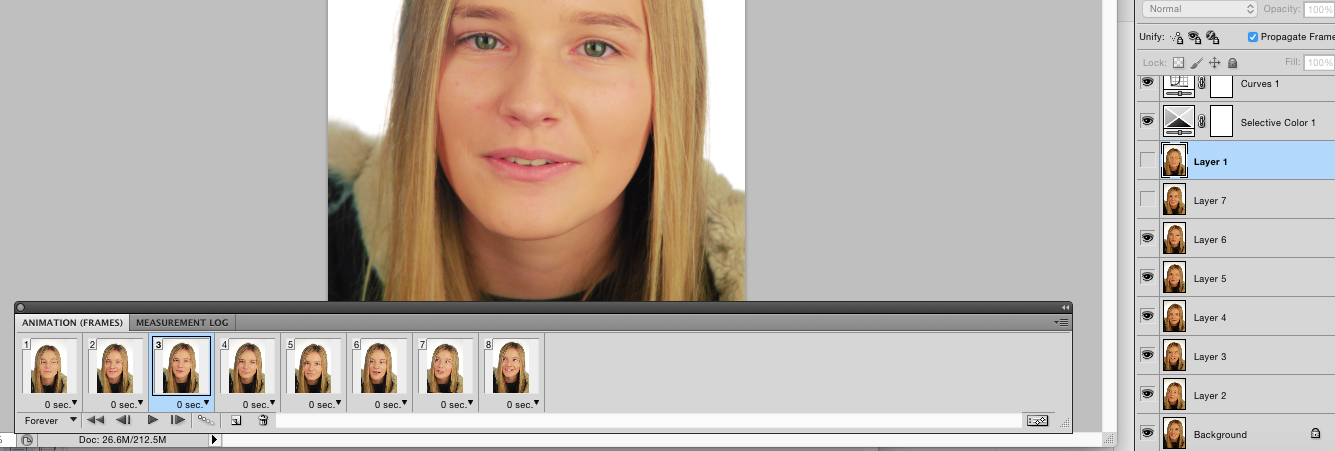 Normal Opacity: 100%
Unify: Propagate Frame
Lock: Fill: 100%
Curves 1
Selective Color 1
Layer 1
Layer 7
Layer 6
Layer 5
Layer 4
Layer 3
Layer 2
Background
ANIMATION (FRAMES) MEASUREMENT LOG
1 2 3 4 5 6 7 8
0 sec. 0 sec. 0 sec. 0 sec. 0 sec. 0 sec. 0 sec. 0 sec.
Forever
% Doc: 26.6M/212.5M